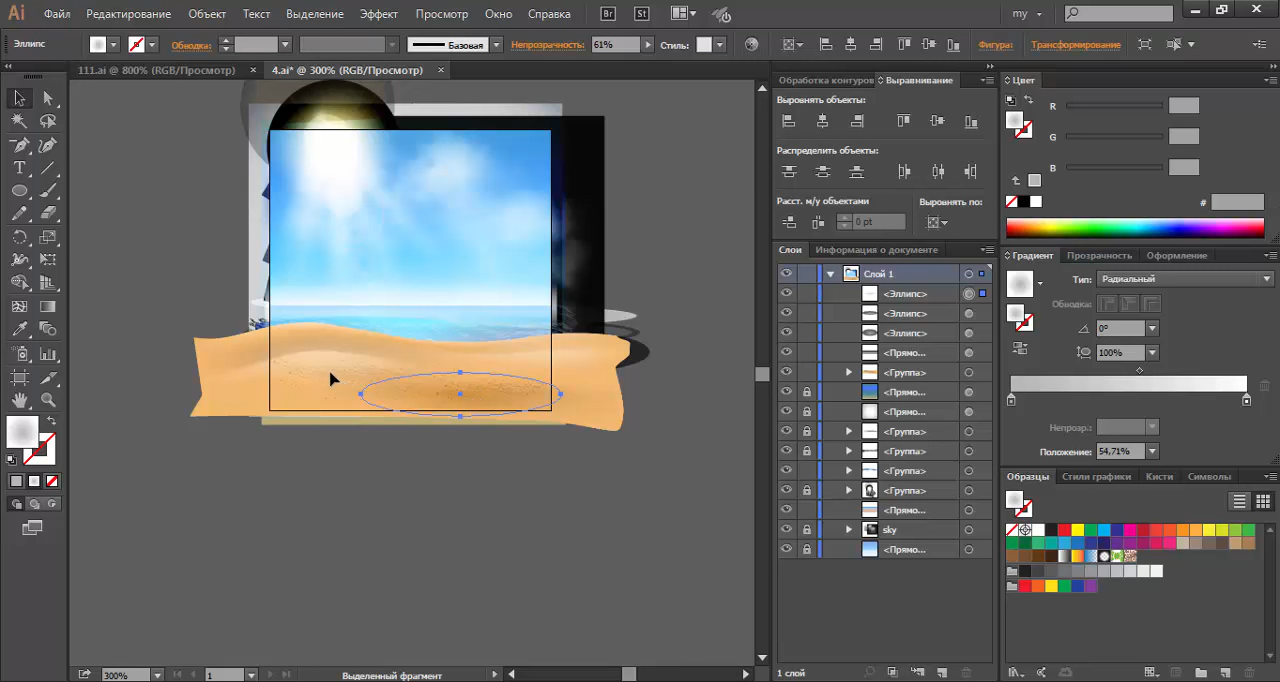 Ai Файл Редактирование Объект Текст Выделение Эффект Просмотр Окно Справка Br St my
Эллипс Обводка: Базовая Непрозрачность: 61% Стиль: Фигура: Трансформирование
111.ai @ 800% (RGB/Просмотр) × 4.ai* @ 300% (RGB/Просмотр) ×
Обработка контуров Выравнивание
Выровнять объекты:
Распределить объекты:
Расст. м/у объектами Выровнять по:
0 pt
Слои Информация о документе
Слой 1
<Эллипс>
<Эллипс>
<Эллипс>
<Прямо...
<Группа>
<Прямо...
<Прямо...
<Группа>
<Группа>
<Группа>
<Группа>
<Прямо...
sky
<Прямо...
1 слой
Цвет
R
G
B
#
Градиент Прозрачность Оформление
Тип: Радиальный
Обводка:
0°
100%
Непрозр.:
Положение: 54,71%
Образцы Стили графики Кисти Символы
300% 1 Выделенный фрагмент